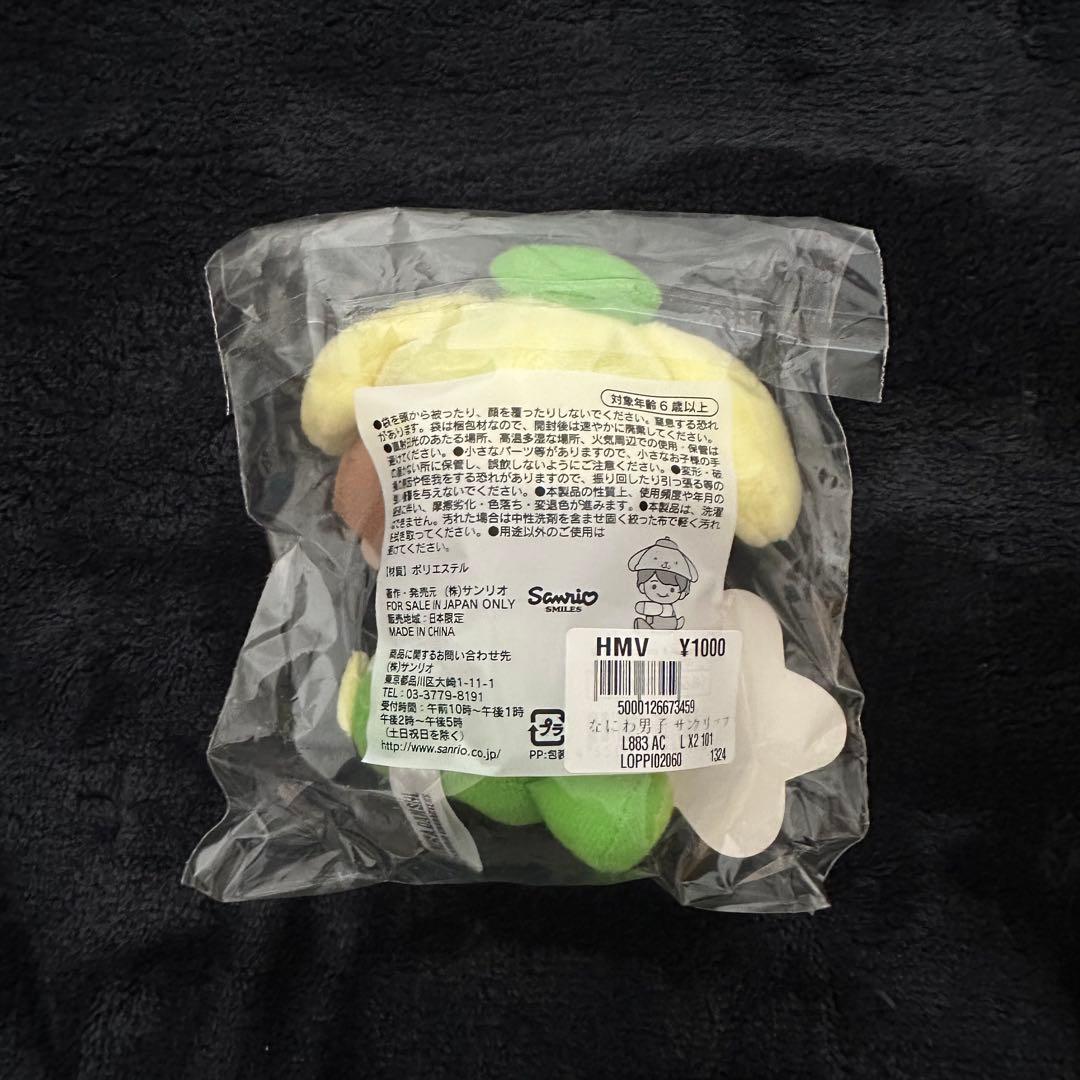 対象年齢6歳以上
●袋を頭から被ったり、顔を覆ったりしないでください。窒息する恐れ
があります。袋は梱包材なので、開封後は速やかに廃棄してください。
●直射日光のあたる場所、高温多湿な場所、火気周辺での使用・保管は
避けてください。●小さなパーツ等がありますので、小さなお子様の手
の届かない所に保管し、誤飲しないようにご注意ください。●変形・破
損の原因や怪我をする恐れがありますので、振り回したり引っ張る等の
強い衝撃を与えないでください。●本製品の性質上、使用頻度や年月の
経過に伴い、摩擦劣化・色落ち・変退色が進みます。●本製品は、洗濯
はできません。汚れた場合は中性洗剤を含ませ固く絞った布で軽く汚れ
を拭き取ってください。●用途以外のご使用は
避けてください。
【材質】ポリエステル
著作・発売元 (株)サンリオ
FOR SALE IN JAPAN ONLY
販売地域：日本限定
MADE IN CHINA
Sanrio
SMILES
商品に関するお問い合わせ先
(株)サンリオ
東京都品川区大崎1-11-1
TEL：03-3779-8191
受付時間：午前10時〜午後1時
午後2時〜午後5時
(土日祝日を除く)
http://www.sanrio.co.jp/
プラ
PP:包装
HMV ¥1000
5000126673459
なにわ男子 サンクリップ
L883 AC L X2 101
LOPPI02060 1324